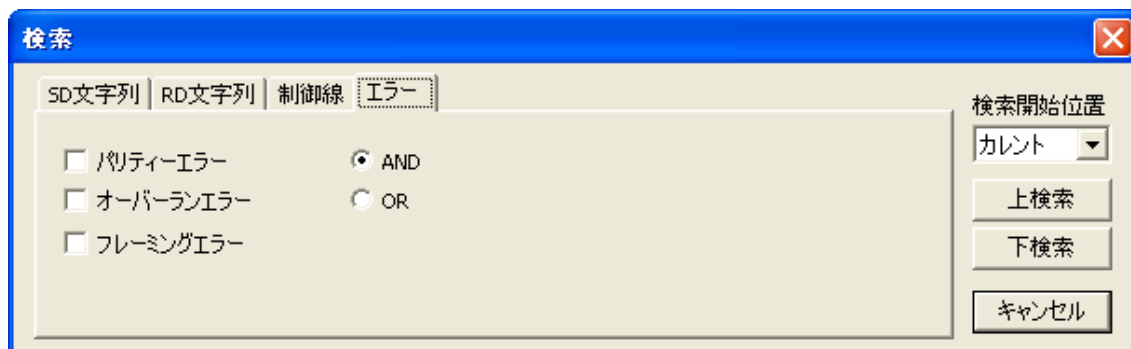 検索
SD文字列 RD文字列 制御線 エラー
パリティーエラー AND
オーバーランエラー OR
フレーミングエラー
検索開始位置
カレント
上検索
下検索
キャンセル